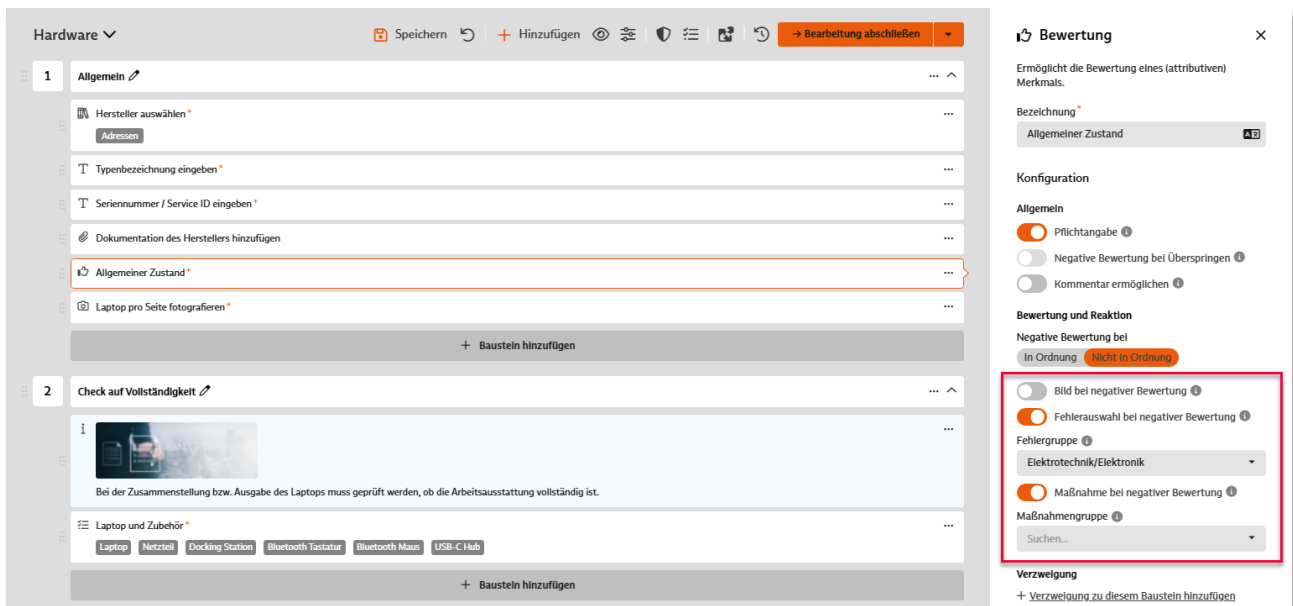 Hardware
Speichern
Hinzufügen
→ Bearbeitung abschließen
1
Allgemein
Hersteller auswählen*
Adressen
Typenbezeichnung eingeben*
Seriennummer / Service ID eingeben*
Dokumentation des Herstellers hinzufügen
Allgemeiner Zustand*
Laptop pro Seite fotografieren*
+ Baustein hinzufügen
2
Check auf Vollständigkeit
Bei der Zusammenstellung bzw. Ausgabe des Laptops muss geprüft werden, ob die Arbeitsausstattung vollständig ist.
Laptop und Zubehör*
Laptop Netzteil Docking Station Bluetooth Tastatur Bluetooth Maus USB-C Hub
+ Baustein hinzufügen
Bewertung
Ermöglicht die Bewertung eines (attributiven)
Merkmals.
Bezeichnung*
Allgemeiner Zustand
Konfiguration
Allgemein
Pflichtangabe
Negative Bewertung bei Überspringen
Kommentar ermöglichen
Bewertung und Reaktion
Negative Bewertung bei
In Ordnung Nicht in Ordnung
Bild bei negativer Bewertung
Fehlerauswahl bei negativer Bewertung
Fehlergruppe
Elektrotechnik/Elektronik
Maßnahme bei negativer Bewertung
Maßnahmengruppe
Suchen...
Verzweigung
+ Verzweigung zu diesem Baustein hinzufügen